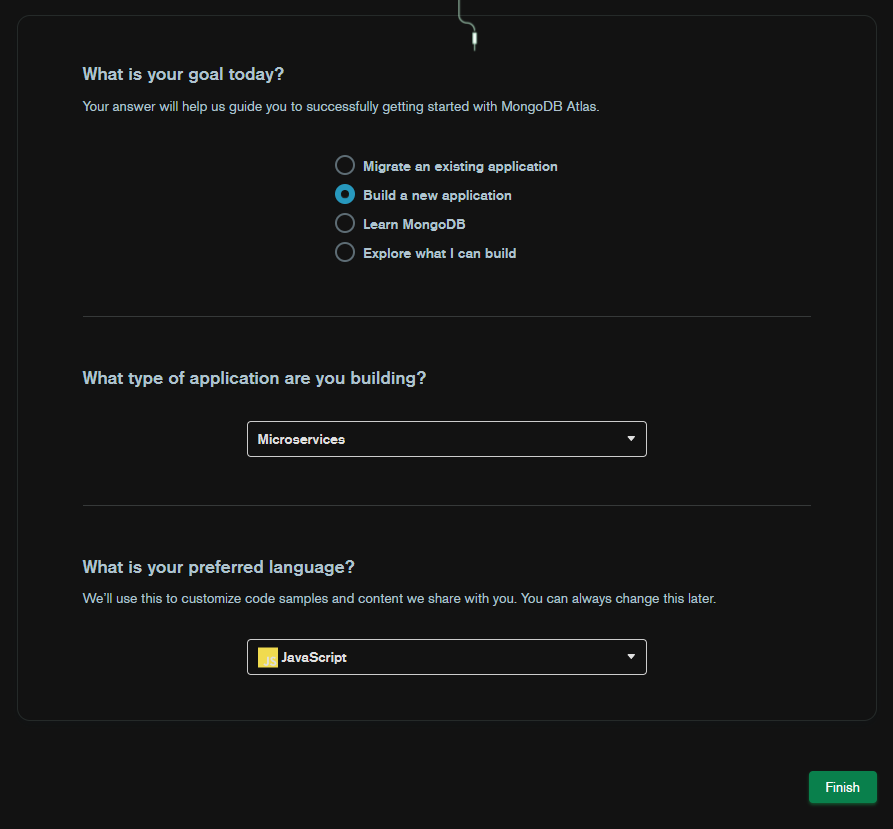 What is your goal today?
Your answer will help us guide you to successfully getting started with MongoDB Atlas.
Migrate an existing application
Build a new application
Learn MongoDB
Explore what I can build
What type of application are you building?
Microservices
What is your preferred language?
We'll use this to customize code samples and content we share with you. You can always change this later.
JS JavaScript
Finish